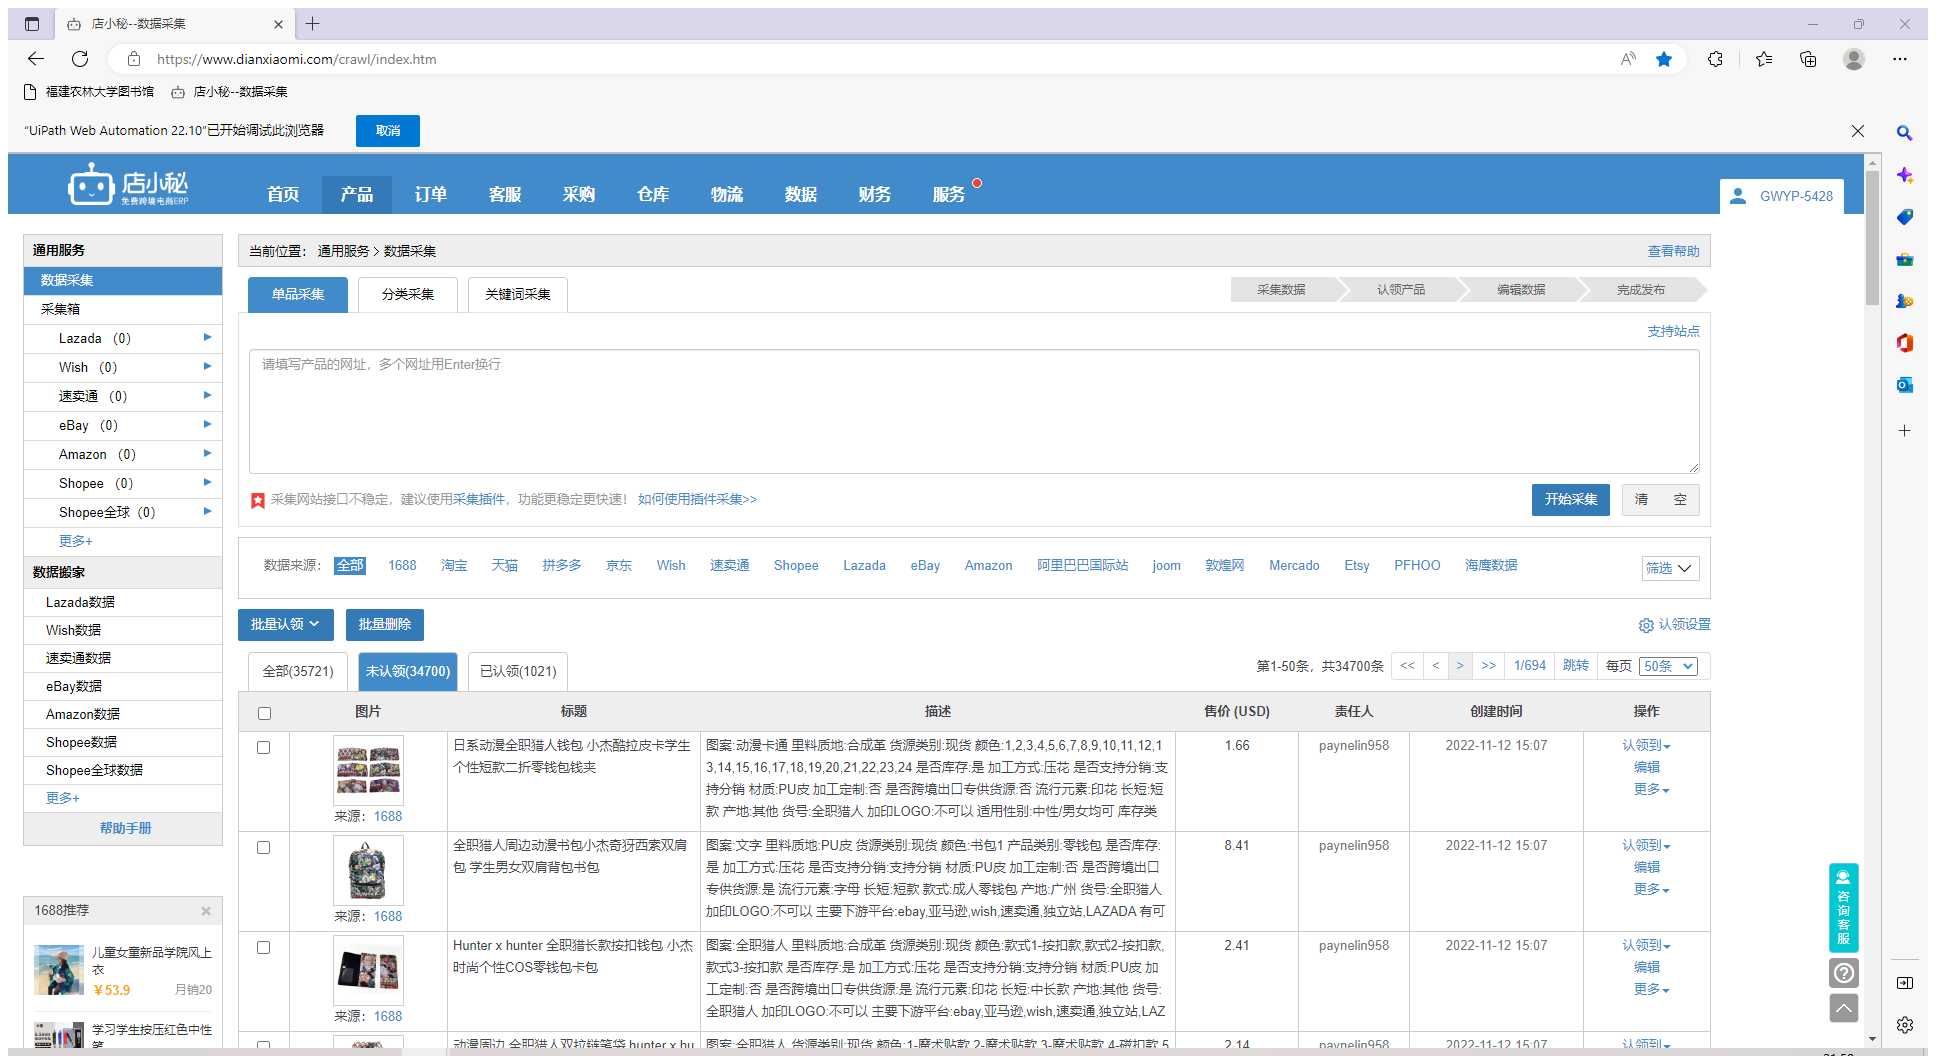 店小秘--数据采集
https://www.dianxiaomi.com/crawl/index.htm
福建农林大学图书馆
店小秘--数据采集
"UiPath Web Automation 22.10"已开始调试此浏览器
取消
店小秘
免费跨境电商ERP
首页 产品 订单 客服 采购 仓库 物流 数据 财务 服务
GWYP-5428
通用服务
数据采集
采集箱
Lazada (0)
Wish (0)
速卖通 (0)
eBay (0)
Amazon (0)
Shopee (0)
Shopee全球 (0)
更多+
数据搬家
Lazada数据
Wish数据
速卖通数据
eBay数据
Amazon数据
Shopee数据
Shopee全球数据
更多+
帮助手册
1688推荐
儿童女童新品学院风上
衣
¥53.9 月销20
学习学生按压红色中性
当前位置： 通用服务 > 数据采集 查看帮助
单品采集 分类采集 关键词采集
采集数据 认领产品 编辑数据 完成发布
支持站点
请填写产品的网址，多个网址用Enter换行
采集网站接口不稳定，建议使用采集插件，功能更稳定更快速！ 如何使用插件采集>>
开始采集 清 空
数据来源： 全部 1688 淘宝 天猫 拼多多 京东 Wish 速卖通 Shopee Lazada eBay Amazon 阿里巴巴国际站 joom 敦煌网 Mercado Etsy PFHOO 海鹰数据
筛选
批量认领 批量删除 认领设置
全部(35721) 未认领(34700) 已认领(1021)
第1-50条，共34700条 << < > >> 1/694 跳转 每页 50条
图片 标题 描述 售价 (USD) 责任人 创建时间 操作
日系动漫全职猎人钱包 小杰酷拉皮卡学生
个性短款二折零钱包钱夹
图案:动漫卡通 里料质地:合成革 货源类别:现货 颜色:1,2,3,4,5,6,7,8,9,10,11,12,1
3,14,15,16,17,18,19,20,21,22,23,24 是否库存:是 加工方式:压花 是否支持分销:支
持分销 材质:PU皮 加工定制:否 是否跨境出口专供货源:否 流行元素:印花 长短:短
款 产地:其他 货号:全职猎人 加印LOGO:不可以 适用性别:中性/男女均可 库存类
1.66 paynelin958 2022-11-12 15:07
认领到
编辑
更多
来源：1688
全职猎人周边动漫书包小杰奇犽西索双肩
包 学生男女双肩背包书包
图案:文字 里料质地:PU皮 货源类别:现货 颜色:书包1 产品类别:零钱包 是否库存:
是 加工方式:压花 是否支持分销:支持分销 材质:PU皮 加工定制:否 是否跨境出口
专供货源:是 流行元素:字母 长短:短款 款式:成人零钱包 产地:广州 货号:全职猎人
加印LOGO:不可以 主要下游平台:ebay,亚马逊,wish,速卖通,独立站,LAZADA 有可
8.41 paynelin958 2022-11-12 15:07
认领到
编辑
更多
来源：1688
Hunter x hunter 全职猎长款按扣钱包 小杰
时尚个性COS零钱包卡包
图案:全职猎人 里料质地:合成革 货源类别:现货 颜色:款式1-按扣款,款式2-按扣款,
款式3-按扣款 是否库存:是 加工方式:压花 是否支持分销:支持分销 材质:PU皮 加
工定制:否 是否跨境出口专供货源:是 流行元素:印花 长短:中长款 产地:其他 货号:
全职猎人 加印LOGO:不可以 主要下游平台:ebay,亚马逊,wish,速卖通,独立站,LAZ
2.41 paynelin958 2022-11-12 15:07
认领到
编辑
更多
来源：1688
动漫周边 全职猎人双拉链笔袋 hunter x hu
图案:全职猎人 货源类别:现货 颜色:1-魔术贴款,2-魔术贴款,3-魔术贴款,4-磁扣款,5
2.14 paynelin958 2022-11-12 15:07
认领到
咨询客服